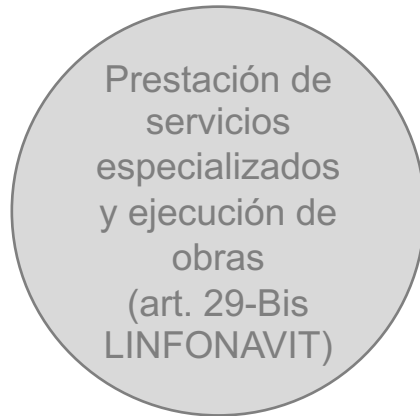 Prestación de
servicios
especializados
y ejecución de
obras
(art. 29-Bis
LINFONAVIT)